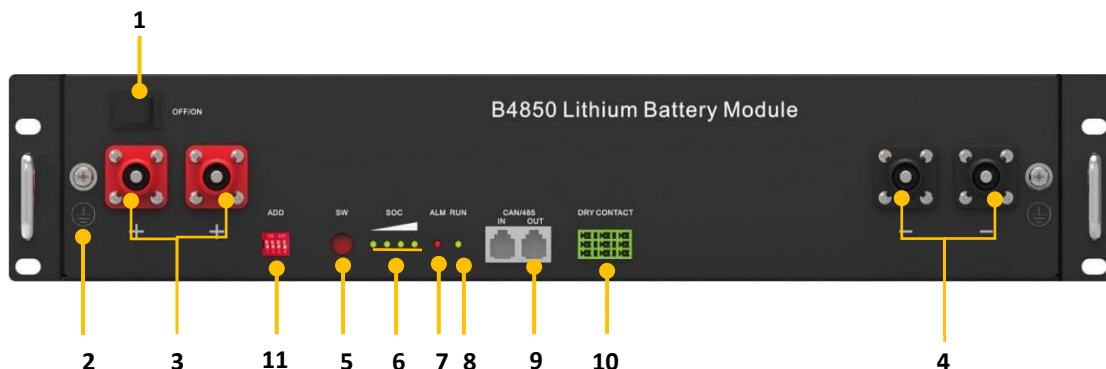 1
B4850 Lithium Battery Module
OFF/ON
+ +
- -
ADD
SW
SOC
ALM RUN
CAN/485
IN OUT
DRY CONTACT
2 3 11 5 6 7 8 9 10 4